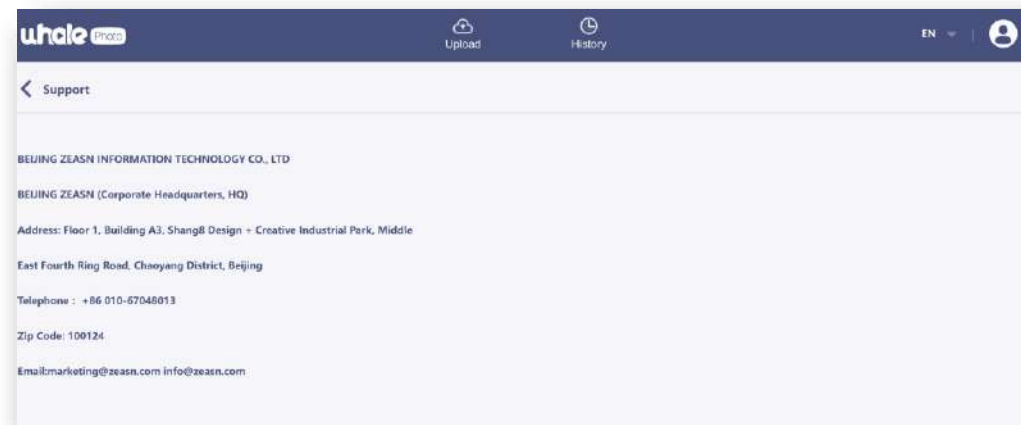 whale Photo
Upload
History
EN
Support
BEIJING ZEASN INFORMATION TECHNOLOGY CO., LTD
BEIJING ZEASN (Corporate Headquarters, HQ)
Address: Floor 1, Building A3, Shang8 Design + Creative Industrial Park, Middle
East Fourth Ring Road, Chaoyang District, Beijing
Telephone : +86 010-67048013
Zip Code: 100124
Email:marketing@zeasn.com info@zeasn.com